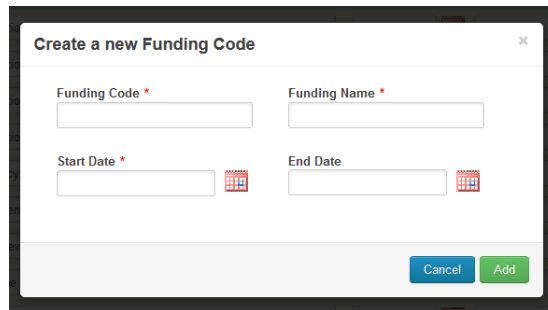 Create a new Funding Code ×
Funding Code * Funding Name *
Start Date * End Date
Cancel Add